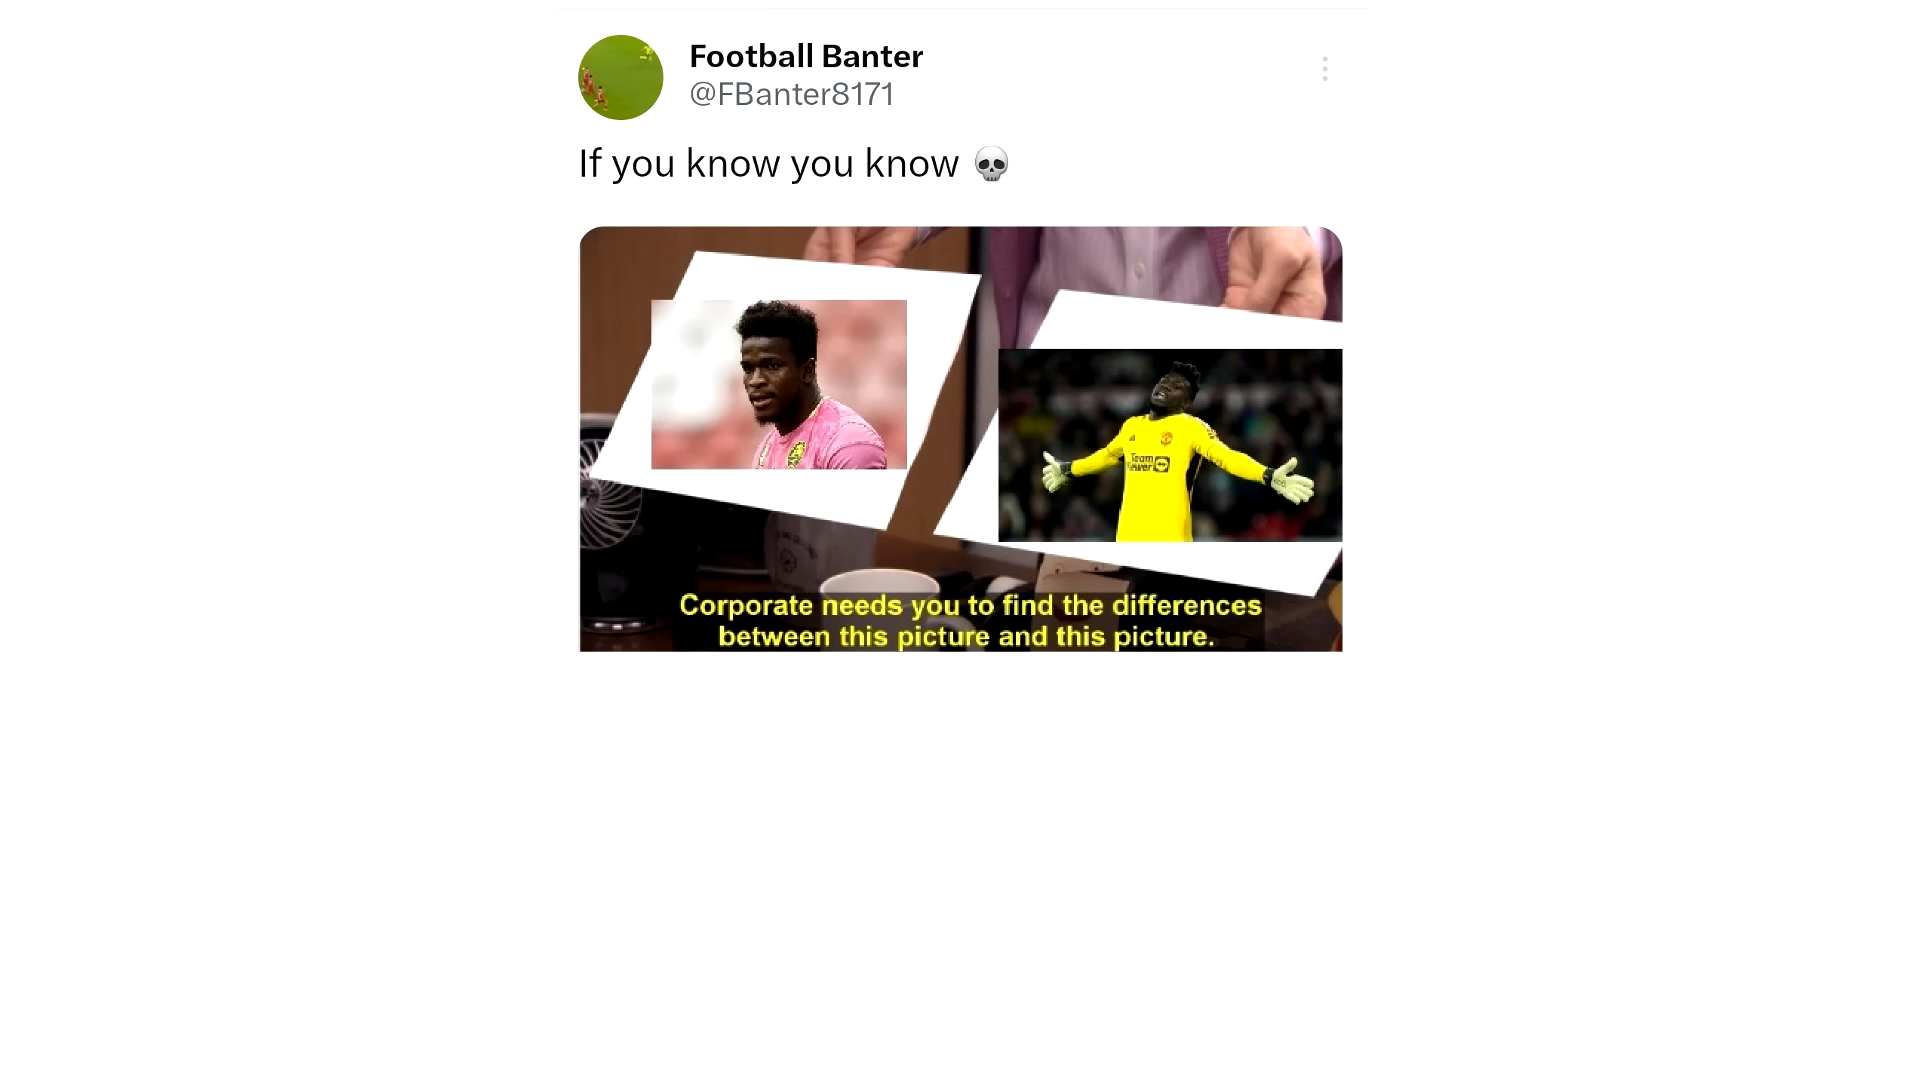 Football Banter
@FBanter8171
If you know you know 💀
Team
Corporate needs you to find the differences
between this picture and this picture.